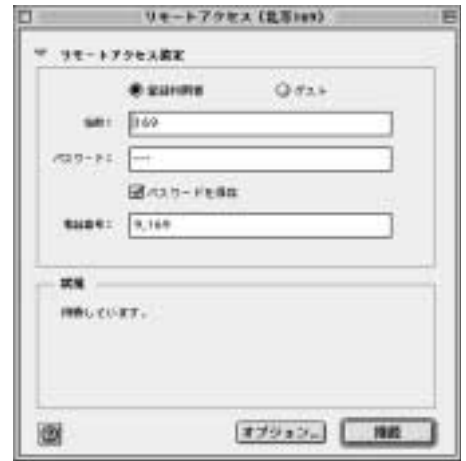 リモートアクセス（北京169）
リモートアクセス設定
登録利用者 ゲスト
名前： 169
パスワード： •••
パスワードを保存
電話番号： 9,169
状態
待機しています。
オプション... 接続